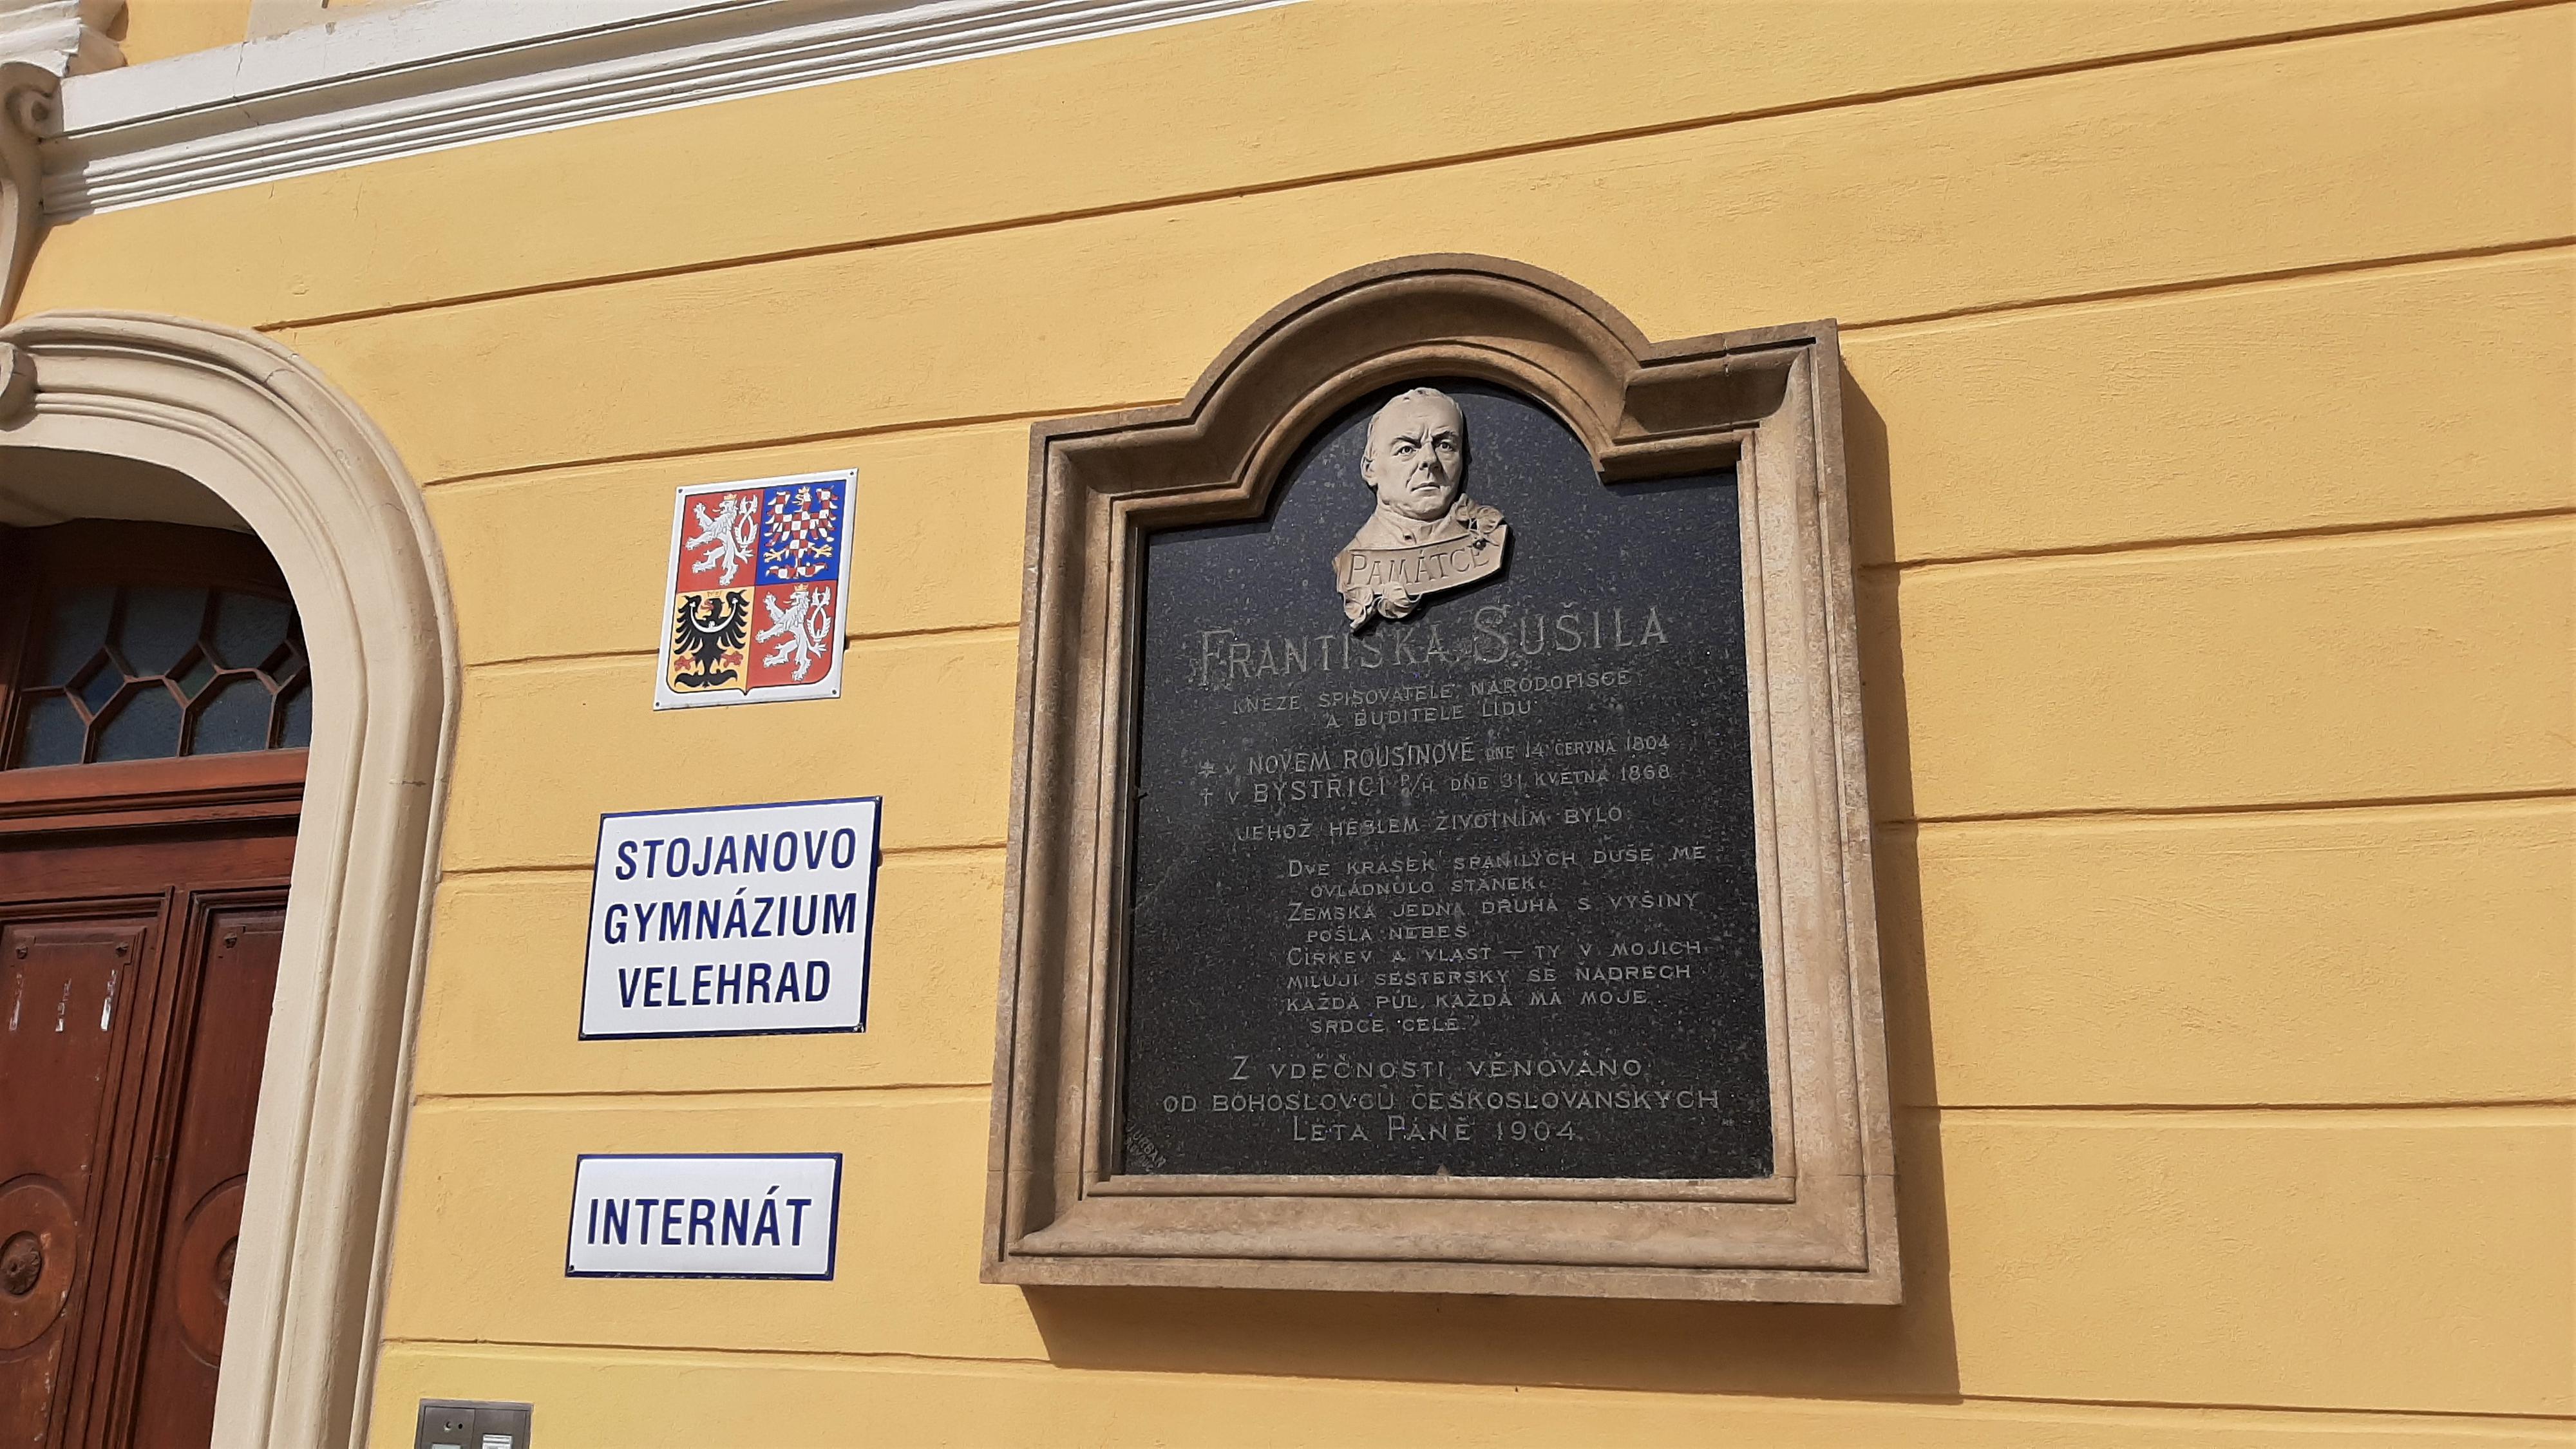 STOJANOVO
GYMNÁZIUM
VELEHRAD
INTERNÁT
PAMÁTCE
FRANTIŠKA SUŠILA
KNĚZE, SPISOVATELE, NÁRODOPISCE
A BUDITELE LIDU
* V NOVÉM ROUSÍNOVĚ DNE 14. ČERVNA 1804
† V BYSTŘICI P/H. DNE 31. KVĚTNA 1868
JEHOŽ HESLEM ŽIVOTNÍM BYLO:
DVÉ KRÁSEK SPANILÝCH DUŠE MÉ
OVLÁDNULO STÁNEK,
ZEMSKÁ JEDNA, DRUHÁ S VÝŠINY
POŠLA NEBES.
CÍRKEV A VLAST – TY V MOJICH
MILUJÍ SESTERSKY SE ŇADRECH
KAŽDÁ PŮL, KAŽDÁ MÁ MOJE
SRDCE CELÉ.
Z VDĚČNOSTI VĚNOVÁNO
OD BOHOSLOVCŮ ČESKOSLOVANSKÝCH
LÉTA PÁNĚ 1904.